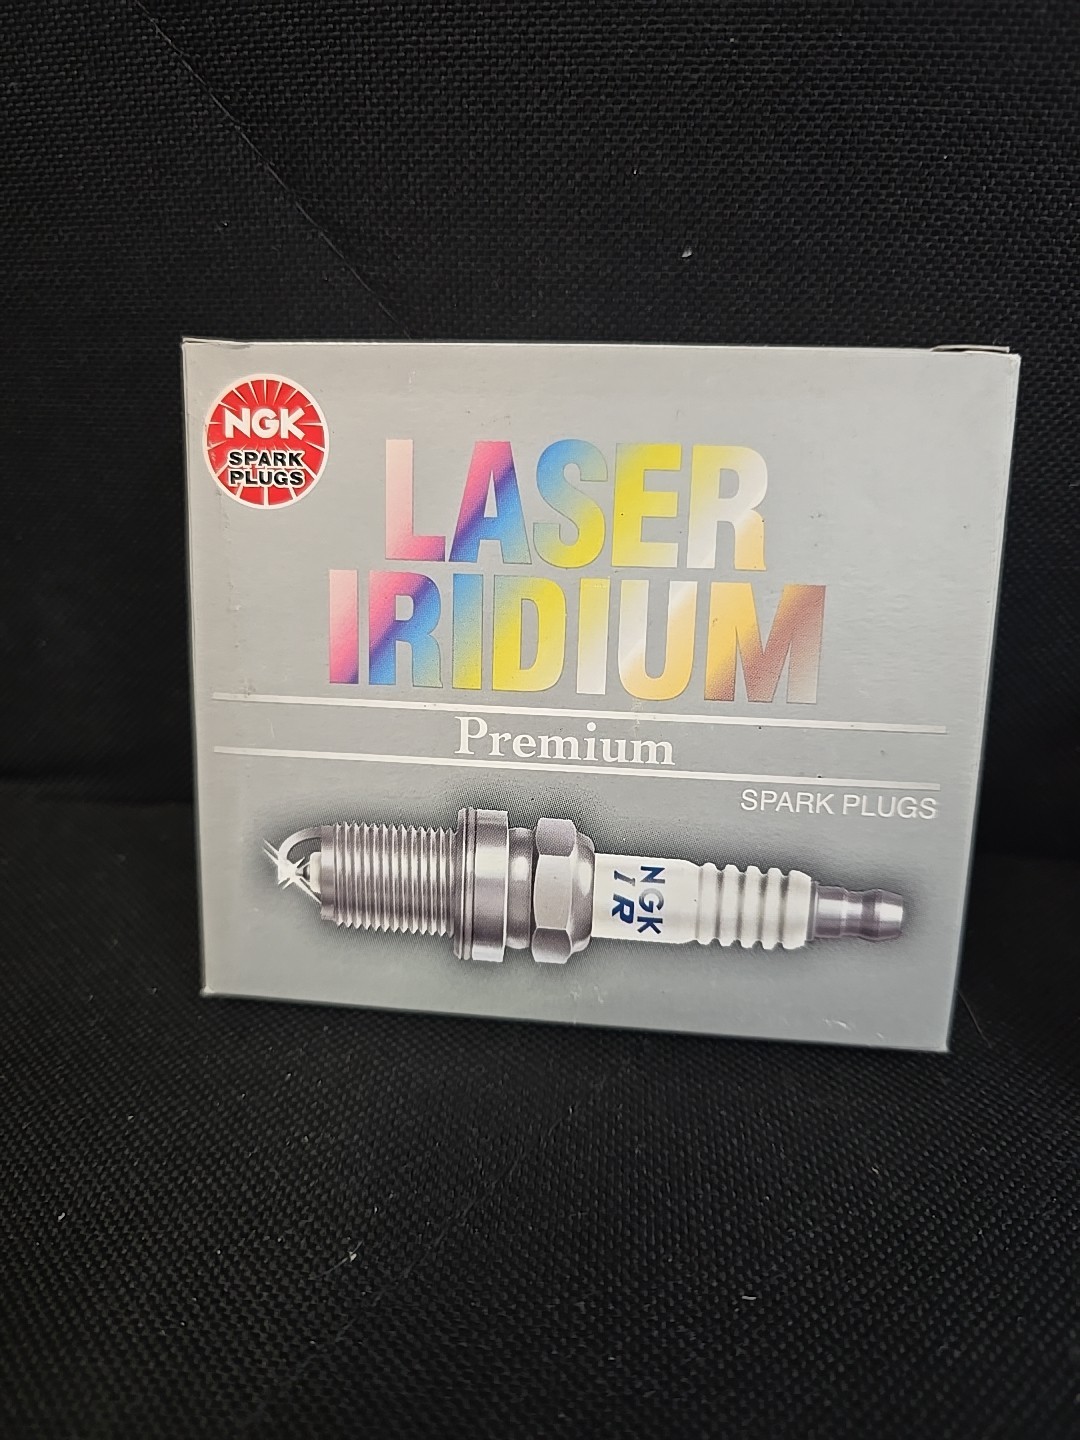 NGK
SPARK
PLUGS
LASER
IRIDIUM
Premium
SPARK PLUGS
NGK
IR